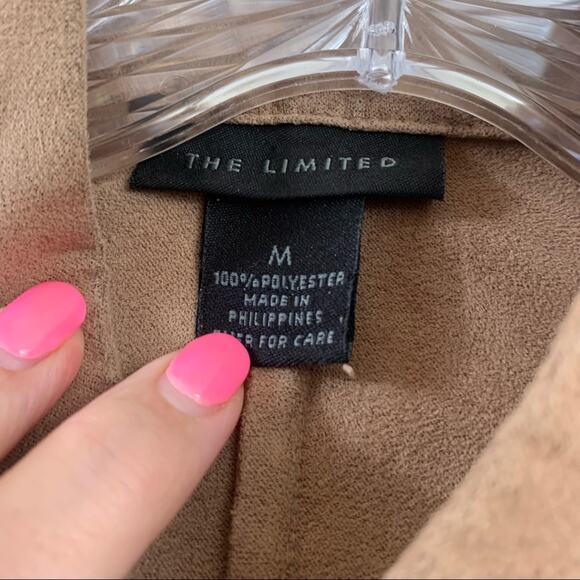 THE LIMITED
M
100% POLYESTER
MADE IN
PHILIPPINES
FOR CARE